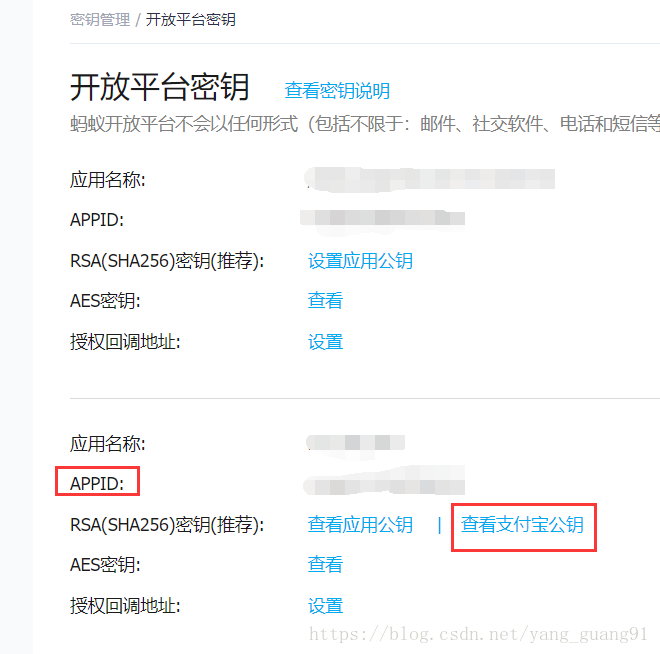 密钥管理 / 开放平台密钥
开放平台密钥 查看密钥说明
蚂蚁开放平台不会以任何形式（包括不限于：邮件、社交软件、电话和短信等
应用名称:
APPID:
RSA(SHA256)密钥(推荐): 设置应用公钥
AES密钥: 查看
授权回调地址: 设置
应用名称:
APPID:
RSA(SHA256)密钥(推荐): 查看应用公钥 | 查看支付宝公钥
AES密钥: 查看
授权回调地址: 设置
https://blog.csdn.net/yang_guang91